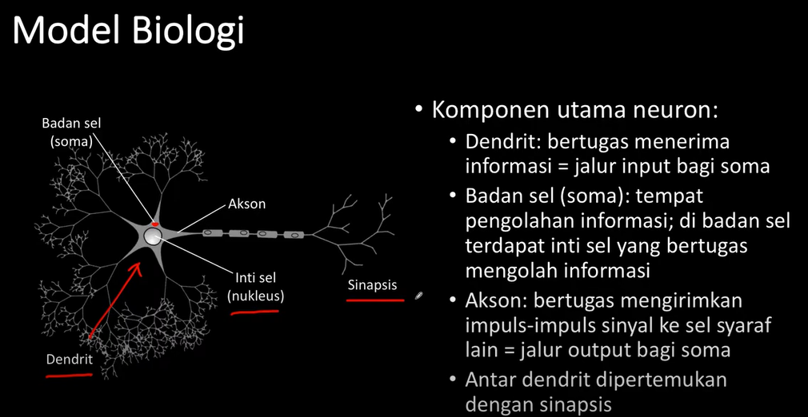 Model Biologi
Badan sel
(soma)
Akson
Inti sel
(nukleus)
Sinapsis
Dendrit
• Komponen utama neuron:
• Dendrit: bertugas menerima
informasi = jalur input bagi soma
• Badan sel (soma): tempat
pengolahan informasi; di badan sel
terdapat inti sel yang bertugas
mengolah informasi
• Akson: bertugas mengirimkan
impuls-impuls sinyal ke sel syaraf
lain = jalur output bagi soma
• Antar dendrit dipertemukan
dengan sinapsis